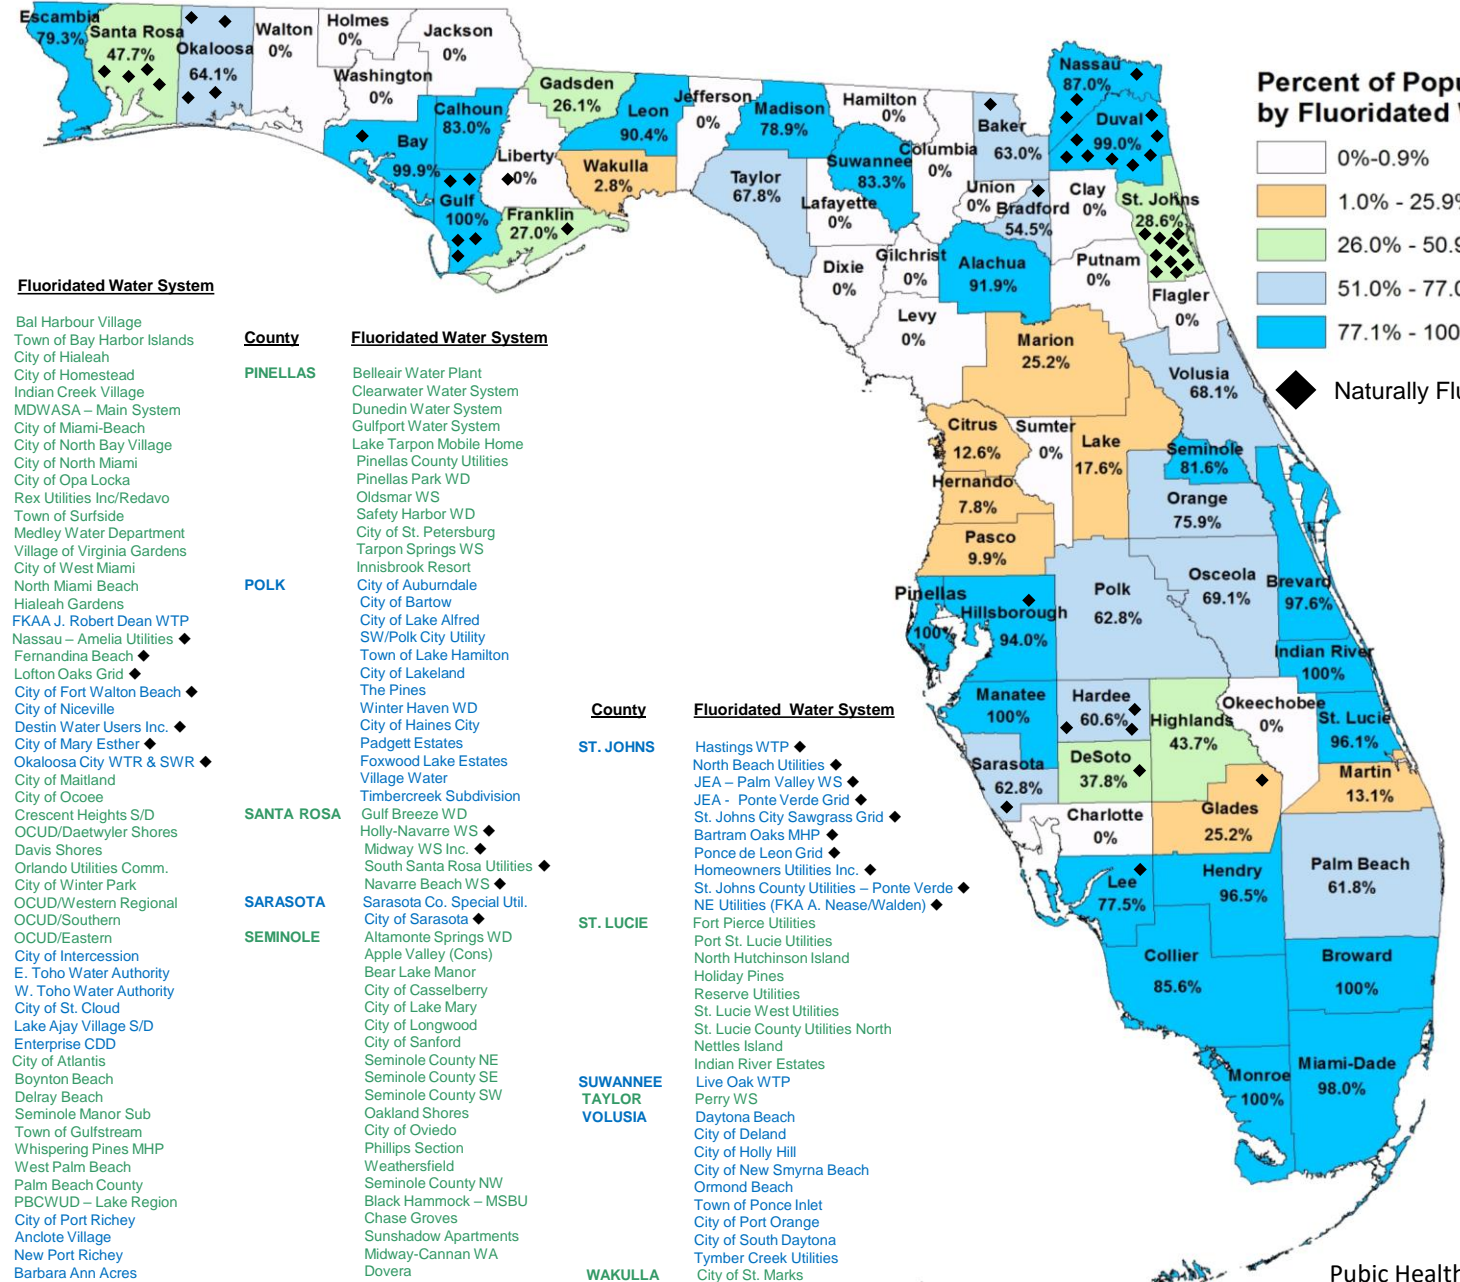 Escambia
79.3%
Santa Rosa
47.7%
Okaloosa
64.1%
Walton
0%
Holmes
0%
Washington
0%
Jackson
0%
Calhoun
83.0%
Bay
99.9%
Gulf
100%
Liberty
0%
Gadsden
26.1%
Franklin
27.0%
Leon
90.4%
Wakulla
2.8%
Jefferson
0%
Madison
78.9%
Taylor
67.8%
Hamilton
0%
Suwannee
83.3%
Lafayette
0%
Dixie
0%
Columbia
0%
Gilchrist
0%
Levy
0%
Baker
63.0%
Union
0%
Bradford
54.5%
Alachua
91.9%
Nassau
87.0%
Duval
99.0%
Clay
0%
St. Johns
28.6%
Putnam
0%
Flagler
0%
Marion
25.2%
Volusia
68.1%
Citrus
12.6%
Sumter
0%
Lake
17.6%
Hernando
7.8%
Pasco
9.9%
Seminole
81.6%
Orange
75.9%
Osceola
69.1%
Brevard
97.6%
Pinellas
100%
Hillsborough
94.0%
Polk
62.8%
Indian River
100%
Manatee
100%
Hardee
60.6%
Highlands
43.7%
Okeechobee
0%
St. Lucie
96.1%
Sarasota
62.8%
DeSoto
37.8%
Martin
13.1%
Charlotte
0%
Glades
25.2%
Palm Beach
61.8%
Lee
77.5%
Hendry
96.5%
Collier
85.6%
Broward
100%
Monroe
100%
Miami-Dade
98.0%
Percent of Popu
by Fluoridated W
0%-0.9%
1.0% - 25.9%
26.0% - 50.9
51.0% - 77.0
77.1% - 100
Naturally Flu
Fluoridated Water System
Bal Harbour Village
Town of Bay Harbor Islands
City of Hialeah
City of Homestead
Indian Creek Village
MDWASA – Main System
City of Miami-Beach
City of North Bay Village
City of North Miami
City of Opa Locka
Rex Utilities Inc/Redavo
Town of Surfside
Medley Water Department
Village of Virginia Gardens
City of West Miami
North Miami Beach
Hialeah Gardens
FKAA J. Robert Dean WTP
Nassau – Amelia Utilities ◆
Fernandina Beach ◆
Lofton Oaks Grid ◆
City of Fort Walton Beach ◆
City of Niceville
Destin Water Users Inc. ◆
City of Mary Esther ◆
Okaloosa City WTR & SWR ◆
City of Maitland
City of Ocoee
Crescent Heights S/D
OCUD/Daetwyler Shores
Davis Shores
Orlando Utilities Comm.
City of Winter Park
OCUD/Western Regional
OCUD/Southern
OCUD/Eastern
City of Intercession
E. Toho Water Authority
W. Toho Water Authority
City of St. Cloud
Lake Ajay Village S/D
Enterprise CDD
City of Atlantis
Boynton Beach
Delray Beach
Seminole Manor Sub
Town of Gulfstream
Whispering Pines MHP
West Palm Beach
Palm Beach County
PBCWUD – Lake Region
City of Port Richey
Anclote Village
New Port Richey
Barbara Ann Acres
County Fluoridated Water System
PINELLAS Belleair Water Plant
Clearwater Water System
Dunedin Water System
Gulfport Water System
Lake Tarpon Mobile Home
Pinellas County Utilities
Pinellas Park WD
Oldsmar WS
Safety Harbor WD
City of St. Petersburg
Tarpon Springs WS
Innisbrook Resort
POLK City of Auburndale
City of Bartow
City of Lake Alfred
SW/Polk City Utility
Town of Lake Hamilton
City of Lakeland
The Pines
Winter Haven WD
City of Haines City
Padgett Estates
Foxwood Lake Estates
Village Water
Timbercreek Subdivision
SANTA ROSA Gulf Breeze WD
Holly-Navarre WS ◆
Midway WS Inc. ◆
South Santa Rosa Utilities ◆
Navarre Beach WS ◆
SARASOTA Sarasota Co. Special Util.
City of Sarasota ◆
SEMINOLE Altamonte Springs WD
Apple Valley (Cons)
Bear Lake Manor
City of Casselberry
City of Lake Mary
City of Longwood
City of Sanford
Seminole County NE
Seminole County SE
Seminole County SW
Oakland Shores
City of Oviedo
Phillips Section
Weathersfield
Seminole County NW
Black Hammock – MSBU
Chase Groves
Sunshadow Apartments
Midway-Cannan WA
Dovera
County Fluoridated Water System
ST. JOHNS Hastings WTP ◆
North Beach Utilities ◆
JEA – Palm Valley WS ◆
JEA - Ponte Verde Grid ◆
St. Johns City Sawgrass Grid ◆
Bartram Oaks MHP ◆
Ponce de Leon Grid ◆
Homeowners Utilities Inc. ◆
St. Johns County Utilities – Ponte Verde ◆
NE Utilities (FKA A. Nease/Walden) ◆
ST. LUCIE Fort Pierce Utilities
Port St. Lucie Utilities
North Hutchinson Island
Holiday Pines
Reserve Utilities
St. Lucie West Utilities
St. Lucie County Utilities North
Nettles Island
Indian River Estates
SUWANNEE Live Oak WTP
TAYLOR Perry WS
VOLUSIA Daytona Beach
City of Deland
City of Holly Hill
City of New Smyrna Beach
Ormond Beach
Town of Ponce Inlet
City of Port Orange
City of South Daytona
Tymber Creek Utilities
WAKULLA City of St. Marks
Pubic Health